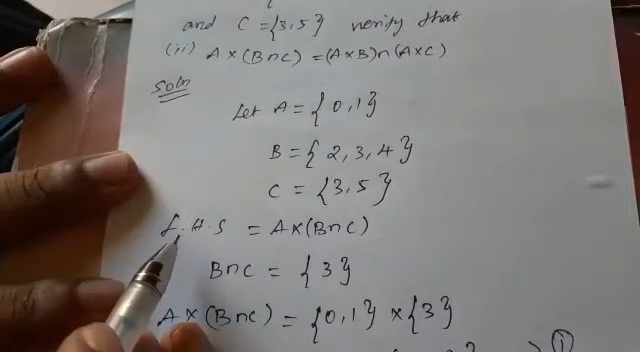 and C = {3,5} verify that
(ii) A×(B∩C) = (A×B)∩(A×C)
Soln
Let A = {0,1}
B = {2,3,4}
C = {3,5}
L.H.S = A×(B∩C)
B∩C = {3}
A×(B∩C) = {0,1} ×{3}